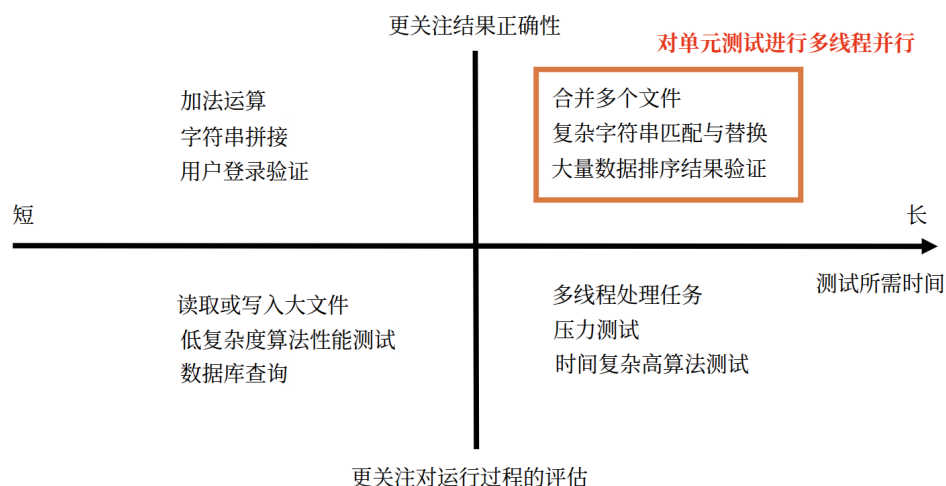 更关注结果正确性
对单元测试进行多线程并行
加法运算
字符串拼接
用户登录验证
合并多个文件
复杂字符串匹配与替换
大量数据排序结果验证
短
长
测试所需时间
读取或写入大文件
低复杂度算法性能测试
数据库查询
多线程处理任务
压力测试
时间复杂高算法测试
更关注对运行过程的评估